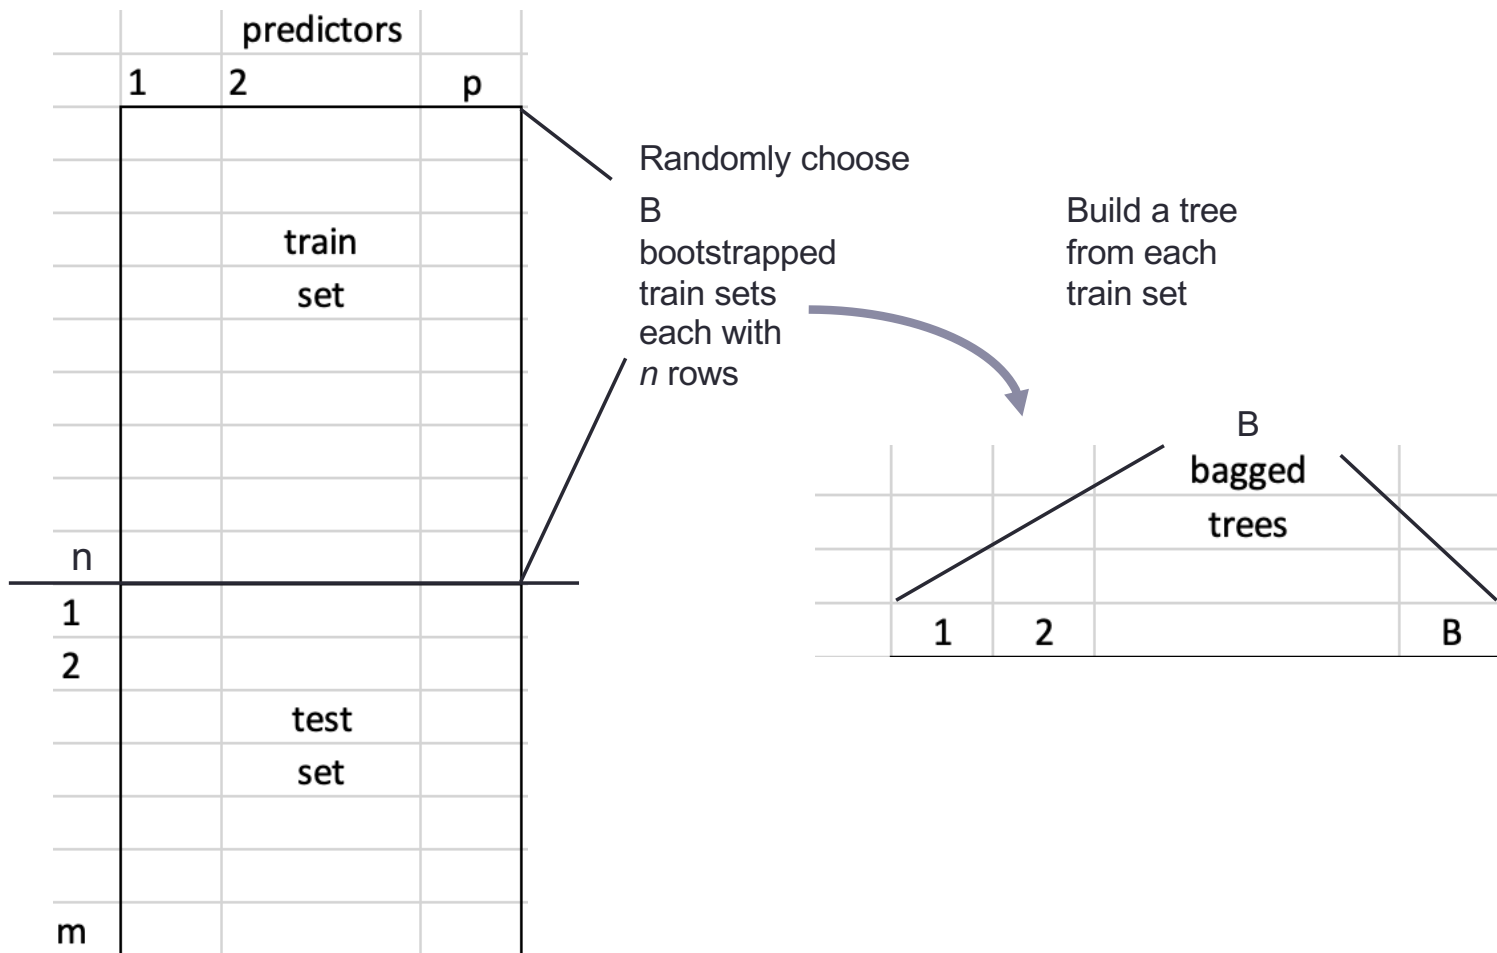 predictors
1 2 p
train
set
n
1
2
test
set
m
Randomly choose
B
bootstrapped
train sets
each with
n rows
Build a tree
from each
train set
B
bagged
trees
1 2 B